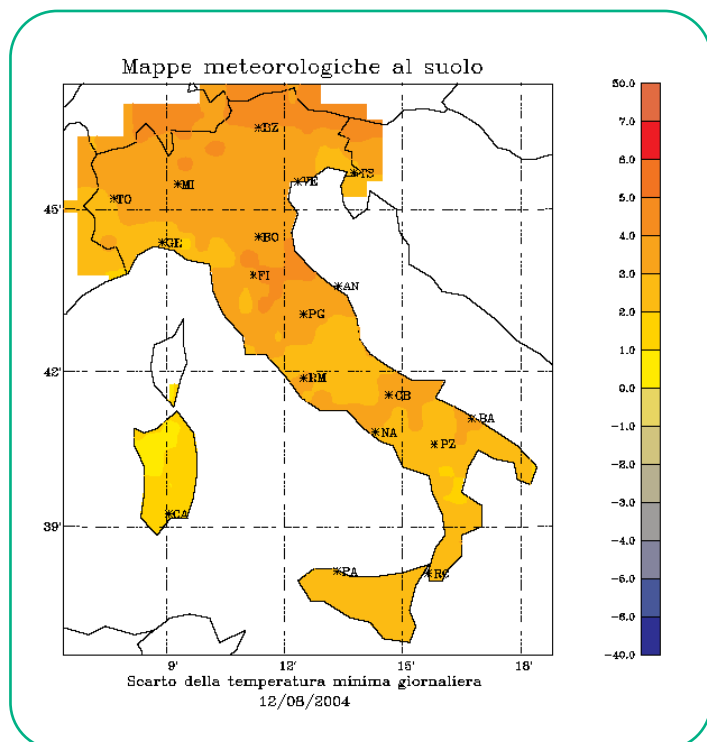 Mappe meteorologiche al suolo
50.0
BZ
7.0
6.0
TS
MI
VE
TO
5.0
45'
BO
GE
4.0
FI
AN
3.0
PG
2.0
42'
RM
1.0
CB
0.0
BA
NA
PZ
-1.0
-2.0
CA
-3.0
39'
-4.0
PA
RC
-5.0
-6.0
-40.0
9'
12'
15'
18'
Scarto della temperatura minima giornaliera
12/08/2004